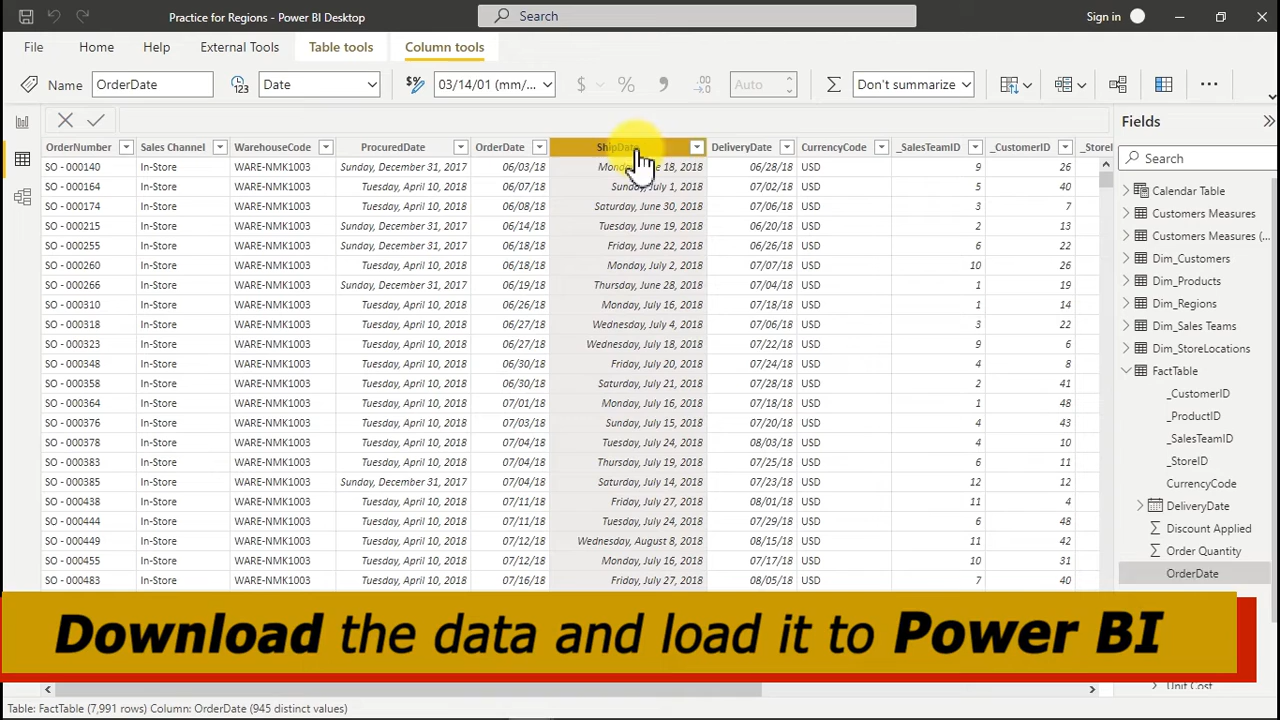 Practice for Regions - Power BI Desktop Search Sign in
File Home Help External Tools Table tools Column tools
Name OrderDate Date 03/14/01 (mm/... $ % Auto Σ Don't summarize ...
Fields
Search
OrderNumber Sales Channel WarehouseCode ProcuredDate OrderDate ShipDate DeliveryDate CurrencyCode _SalesTeamID _CustomerID _Storel
SO - 000140 In-Store WARE-NMK1003 Sunday, December 31, 2017 06/03/18 June 18, 2018 06/28/18 USD 9 26
SO - 000164 In-Store WARE-NMK1003 Tuesday, April 10, 2018 06/07/18 Sunday, July 1, 2018 07/02/18 USD 5 40
SO - 000174 In-Store WARE-NMK1003 Tuesday, April 10, 2018 06/08/18 Saturday, June 30, 2018 07/01/18 USD 3 7
SO - 000215 In-Store WARE-NMK1003 Sunday, December 31, 2017 06/14/18 Tuesday, June 19, 2018 06/20/18 USD 2 13
SO - 000255 In-Store WARE-NMK1003 Sunday, December 31, 2017 06/18/18 Friday, June 22, 2018 06/26/18 USD 6 22
SO - 000260 In-Store WARE-NMK1003 Tuesday, April 10, 2018 06/18/18 Monday, July 2, 2018 07/07/18 USD 10 26
SO - 000266 In-Store WARE-NMK1003 Sunday, December 31, 2017 06/19/18 Thursday, June 28, 2018 07/04/18 USD 1 19
SO - 000310 In-Store WARE-NMK1003 Tuesday, April 10, 2018 06/26/18 Monday, July 16, 2018 07/18/18 USD 1 14
SO - 000318 In-Store WARE-NMK1003 Tuesday, April 10, 2018 06/27/18 Wednesday, July 4, 2018 07/06/18 USD 3 22
SO - 000323 In-Store WARE-NMK1003 Tuesday, April 10, 2018 06/27/18 Wednesday, July 18, 2018 07/22/18 USD 9 6
SO - 000348 In-Store WARE-NMK1003 Tuesday, April 10, 2018 06/30/18 Friday, July 20, 2018 07/24/18 USD 4 8
SO - 000358 In-Store WARE-NMK1003 Tuesday, April 10, 2018 06/30/18 Saturday, July 21, 2018 07/28/18 USD 2 41
SO - 000364 In-Store WARE-NMK1003 Tuesday, April 10, 2018 07/01/18 Monday, July 16, 2018 07/18/18 USD 1 48
SO - 000376 In-Store WARE-NMK1003 Tuesday, April 10, 2018 07/03/18 Sunday, July 15, 2018 07/20/18 USD 4 43
SO - 000378 In-Store WARE-NMK1003 Tuesday, April 10, 2018 07/04/18 Tuesday, July 24, 2018 08/03/18 USD 4 10
SO - 000383 In-Store WARE-NMK1003 Tuesday, April 10, 2018 07/04/18 Thursday, July 19, 2018 07/25/18 USD 6 11
SO - 000385 In-Store WARE-NMK1003 Sunday, December 31, 2017 07/04/18 Saturday, July 14, 2018 07/23/18 USD 12 12
SO - 000438 In-Store WARE-NMK1003 Tuesday, April 10, 2018 07/11/18 Friday, July 27, 2018 08/01/18 USD 11 4
SO - 000444 In-Store WARE-NMK1003 Tuesday, April 10, 2018 07/11/18 Tuesday, July 24, 2018 07/29/18 USD 6 48
SO - 000449 In-Store WARE-NMK1003 Tuesday, April 10, 2018 07/12/18 Wednesday, August 8, 2018 08/15/18 USD 11 42
SO - 000455 In-Store WARE-NMK1003 Tuesday, April 10, 2018 07/12/18 Monday, July 16, 2018 07/17/18 USD 10 31
SO - 000483 In-Store WARE-NMK1003 Tuesday, April 10, 2018 07/16/18 Friday, July 27, 2018 08/05/18 USD 7 40
Calendar Table
Customers Measures
Customers Measures (...
Dim_Customers
Dim_Products
Dim_Regions
Dim_Sales Teams
Dim_StoreLocations
FactTable
_CustomerID
_ProductID
_SalesTeamID
_StoreID
CurrencyCode
DeliveryDate
Discount Applied
Order Quantity
OrderDate
Download the data and load it to Power BI
Unit Cost
Table: FactTable (7,991 rows) Column: OrderDate (945 distinct values)